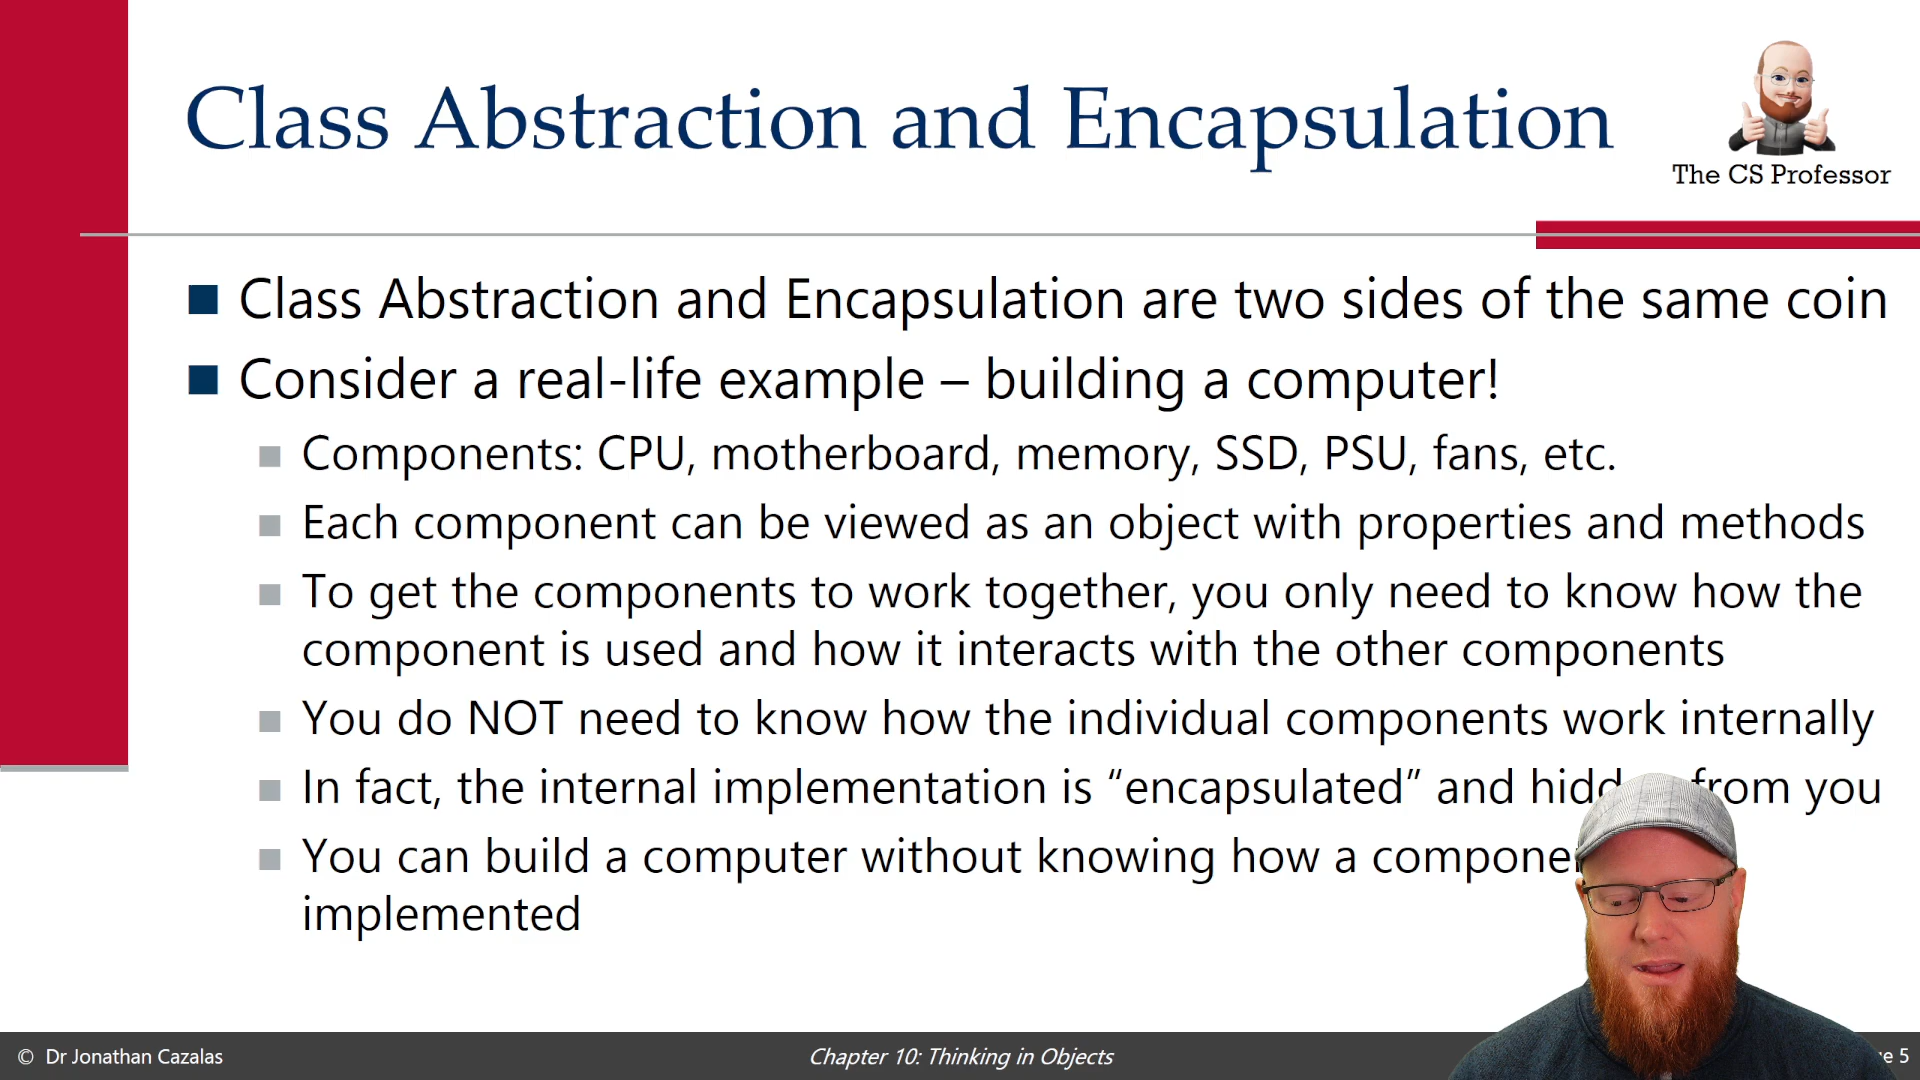 Class Abstraction and Encapsulation
The CS Professor
Class Abstraction and Encapsulation are two sides of the same coin
Consider a real-life example – building a computer!
Components: CPU, motherboard, memory, SSD, PSU, fans, etc.
Each component can be viewed as an object with properties and methods
To get the components to work together, you only need to know how the
component is used and how it interacts with the other components
You do NOT need to know how the individual components work internally
In fact, the internal implementation is “encapsulated” and from you
You can build a computer without knowing how a
implemented
© Dr Jonathan Cazalas
Chapter 10: Thinking in Objects
5